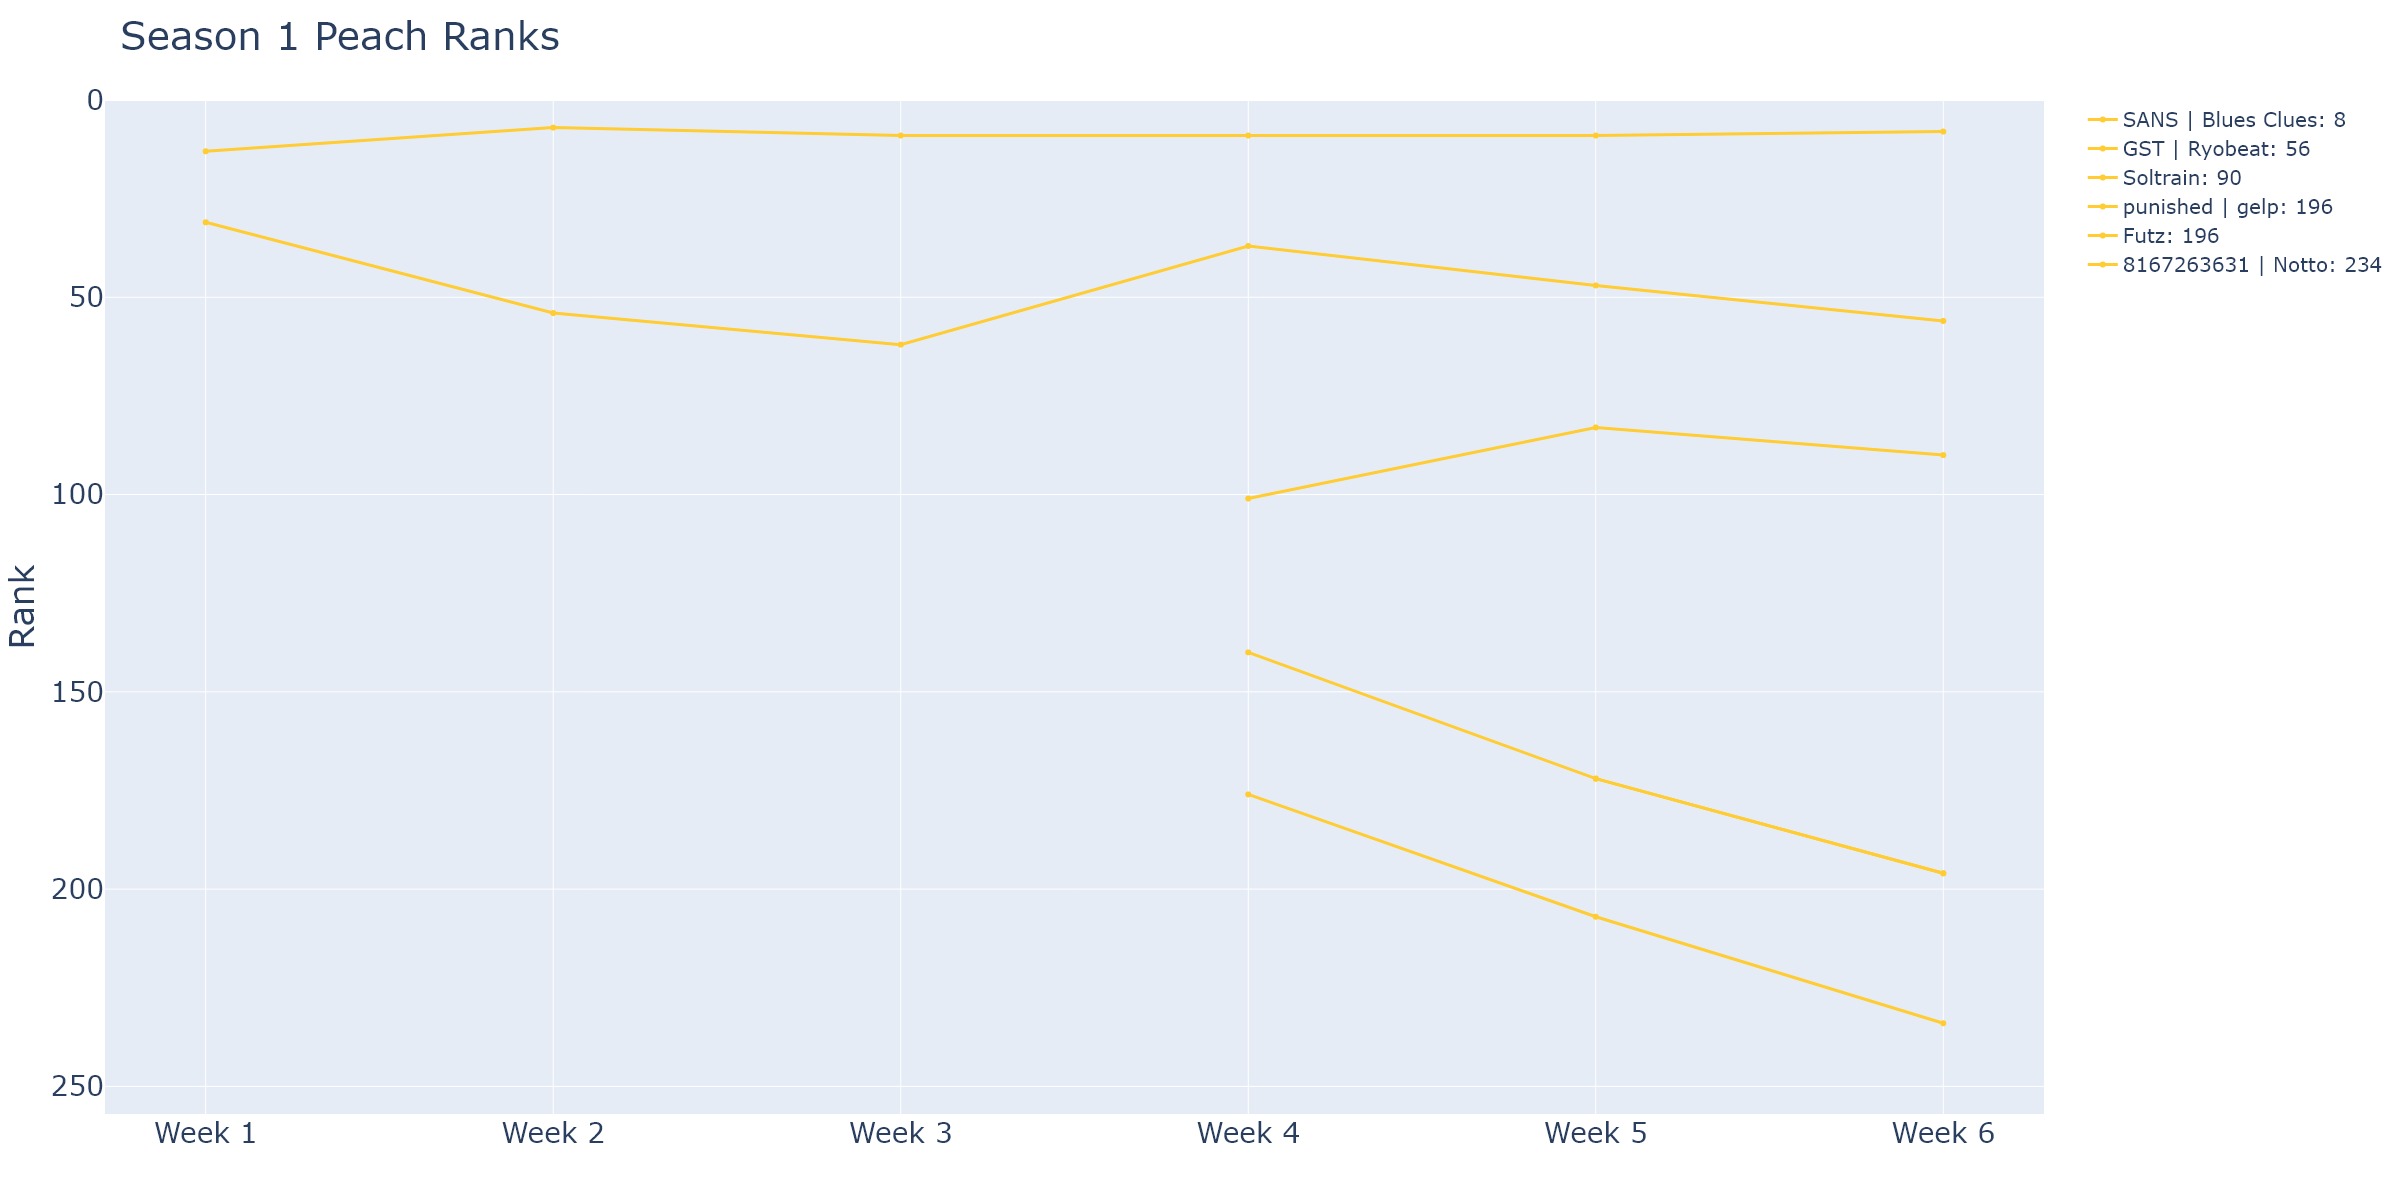 Season 1 Peach Ranks
SANS | Blues Clues: 8
GST | Ryobeat: 56
Soltrain: 90
punished | gelp: 196
Futz: 196
8167263631 | Notto: 234
Rank
0
50
100
150
200
250
Week 1
Week 2
Week 3
Week 4
Week 5
Week 6